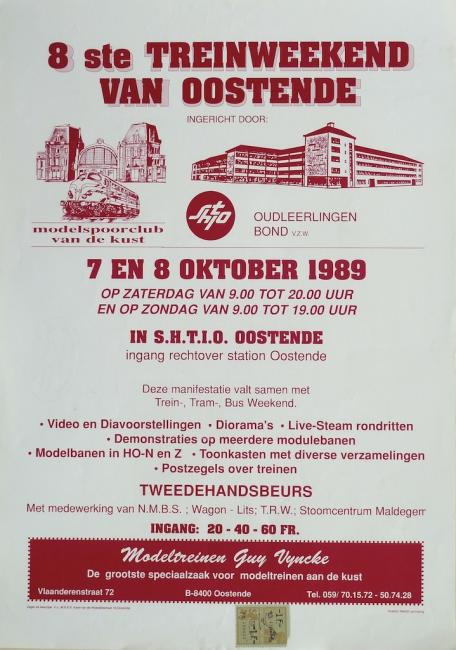 8 ste TREINWEEKEND
VAN OOSTENDE
INGERICHT DOOR:
modelspoorclub
van de kust
shtio
OUDLEERLINGEN
BOND V.Z.W.
7 EN 8 OKTOBER 1989
OP ZATERDAG VAN 9.00 TOT 20.00 UUR
EN OP ZONDAG VAN 9.00 TOT 19.00 UUR
IN S.H.T.I.O. OOSTENDE
ingang rechtover station Oostende
Deze manifestatie valt samen met
Trein-, Tram-, Bus Weekend.
• Video en Diavoorstellingen • Diorama's • Live-Steam rondritten
• Demonstraties op meerdere modulebanen
• Modelbanen in HO-N en Z • Toonkasten met diverse verzamelingen
• Postzegels over treinen
TWEEDEHANDSBEURS
Met medewerking van N.M.B.S. ; Wagon - Lits; T.R.W.; Stoomcentrum Maldegem
INGANG: 20 - 40 - 60 FR.
Modeltreinen Guy Vyncke
De grootste speciaalzaak voor modeltreinen aan de kust
Vlaanderenstraat 72 B-8400 Oostende Tel. 059/ 70.15.72 - 50.74.28